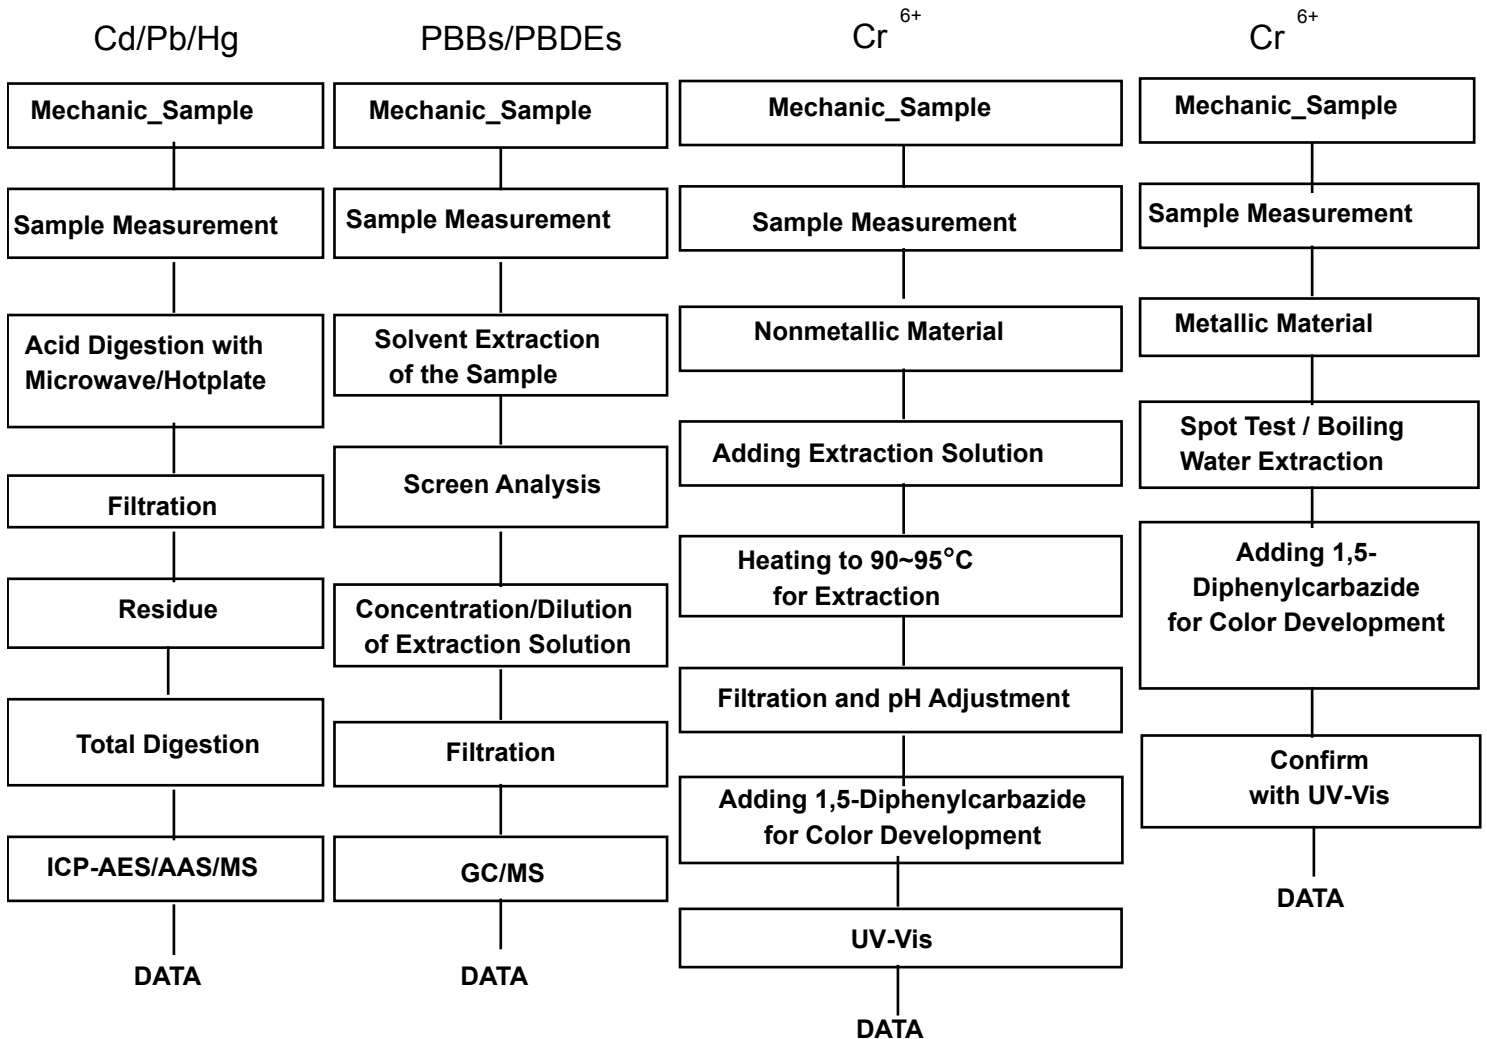 Cd/Pb/Hg
Mechanic_Sample
Sample Measurement
Acid Digestion with
Microwave/Hotplate
Filtration
Residue
Total Digestion
ICP-AES/AAS/MS
DATA
PBBs/PBDEs
Mechanic_Sample
Sample Measurement
Solvent Extraction
of the Sample
Screen Analysis
Concentration/Dilution
of Extraction Solution
Filtration
GC/MS
DATA
Cr 6+
Mechanic_Sample
Sample Measurement
Nonmetallic Material
Adding Extraction Solution
Heating to 90~95°C
for Extraction
Filtration and pH Adjustment
Adding 1,5-Diphenylcarbazide
for Color Development
UV-Vis
DATA
Cr 6+
Mechanic_Sample
Sample Measurement
Metallic Material
Spot Test / Boiling
Water Extraction
Adding 1,5-
Diphenylcarbazide
for Color Development
Confirm
with UV-Vis
DATA